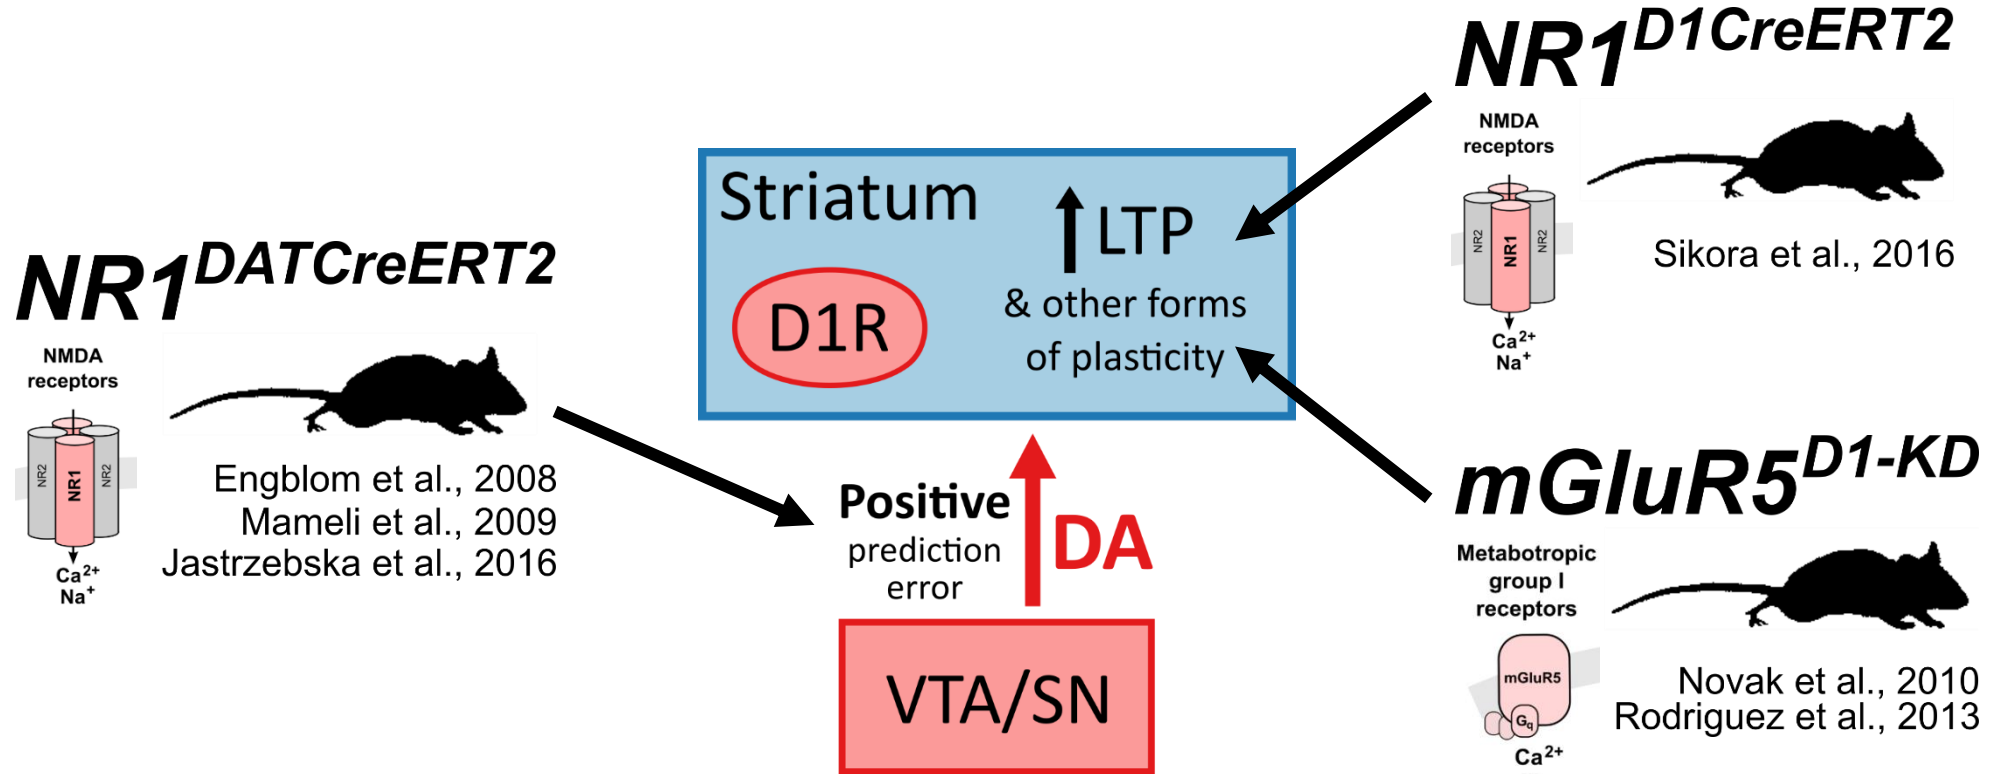 NR1DATCreERT2
NMDA
receptors
NR2
NR1
NR2
Ca2+
Na+
Engblom et al., 2008
Mameli et al., 2009
Jastrzebska et al., 2016
Striatum
D1R
LTP
& other forms
of plasticity
Positive
prediction
error
DA
VTA/SN
NR1D1CreERT2
NMDA
receptors
NR2
NR1
NR2
Ca2+
Na+
Sikora et al., 2016
mGluR5D1-KD
Metabotropic
group I
receptors
mGluR5
Gq
Ca2+
Novak et al., 2010
Rodriguez et al., 2013